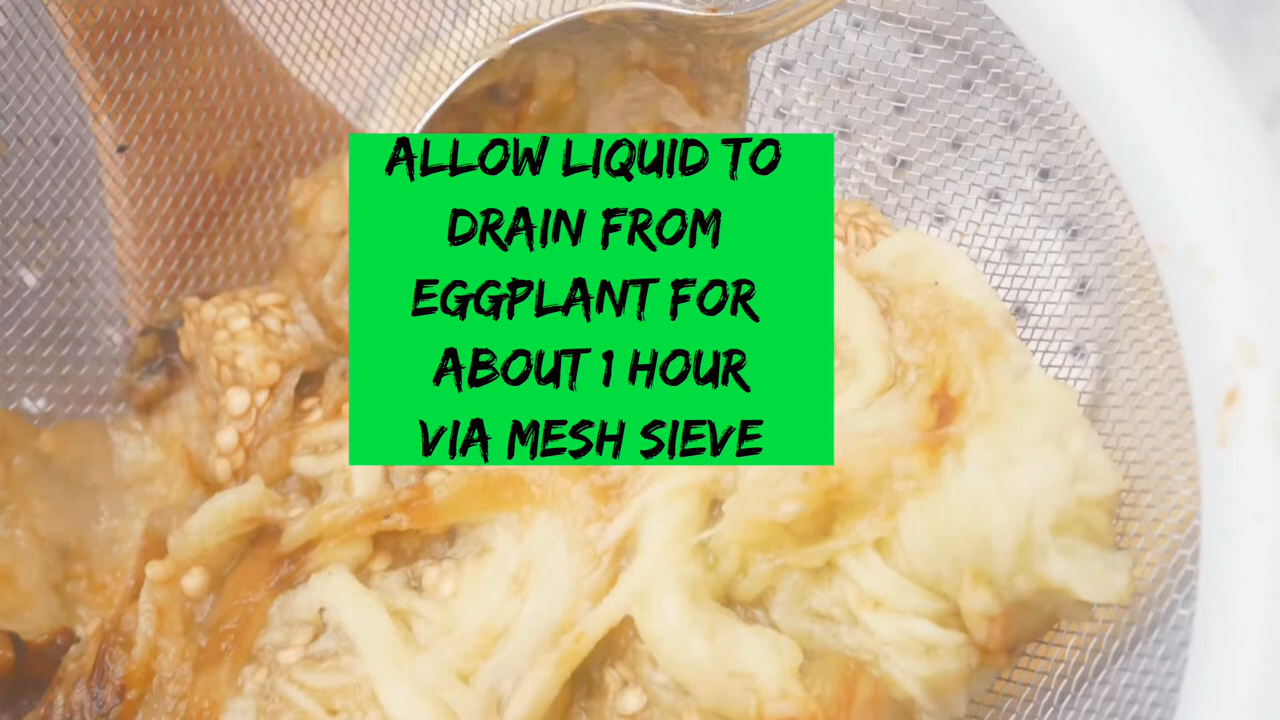 ALLOW LIQUID TO
DRAIN FROM
EGGPLANT FOR
ABOUT 1 HOUR
VIA MESH SIEVE